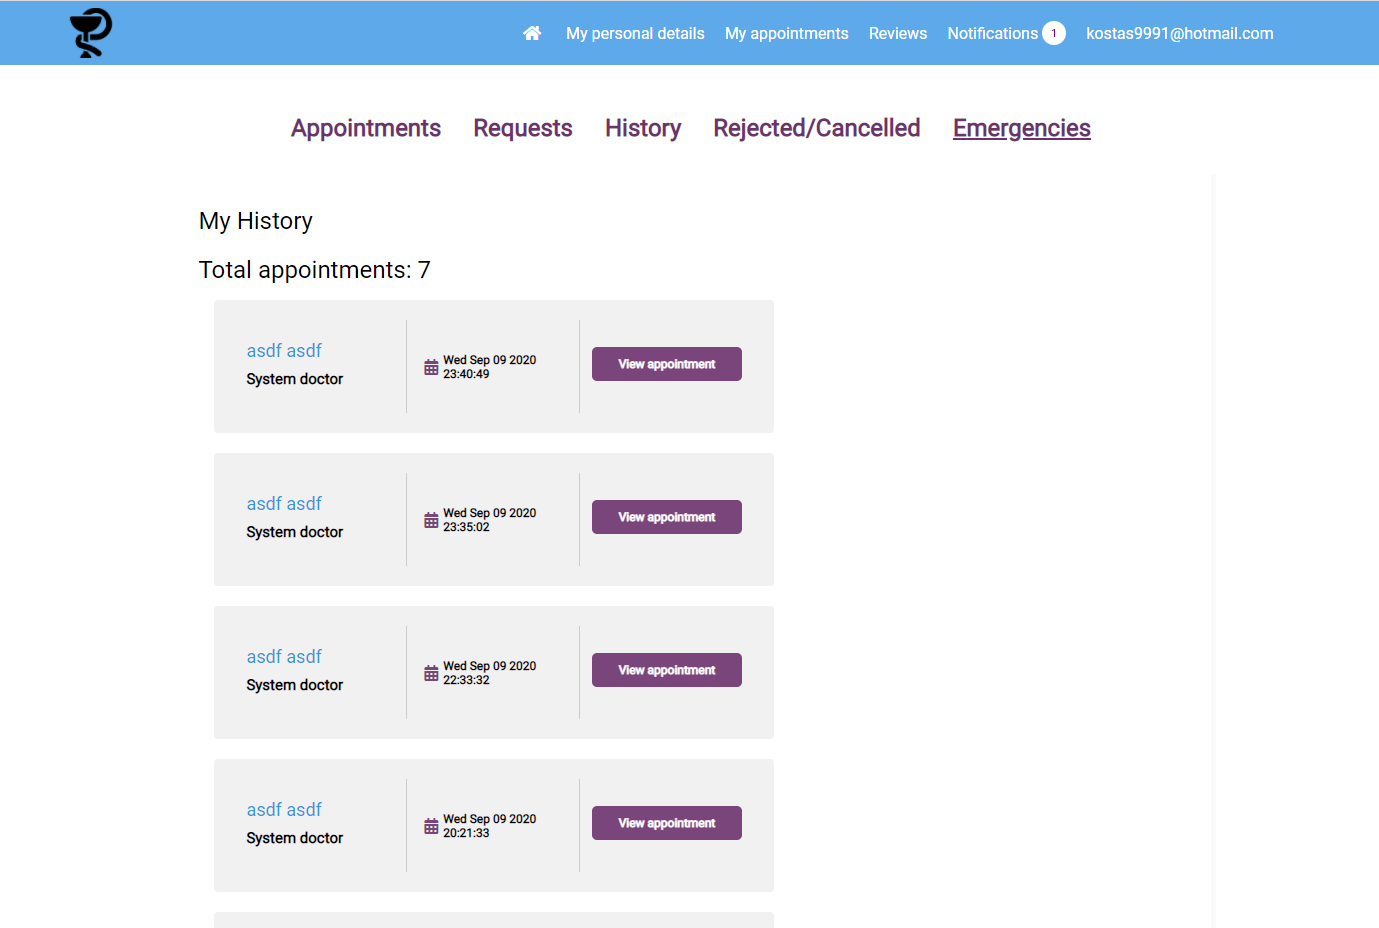 My personal details My appointments Reviews Notifications 1 kostas9991@hotmail.com
Appointments Requests History Rejected/Cancelled Emergencies
My History
Total appointments: 7
asdf asdf
System doctor
Wed Sep 09 2020
23:40:49
View appointment
asdf asdf
System doctor
Wed Sep 09 2020
23:35:02
View appointment
asdf asdf
System doctor
Wed Sep 09 2020
22:33:32
View appointment
asdf asdf
System doctor
Wed Sep 09 2020
20:21:33
View appointment